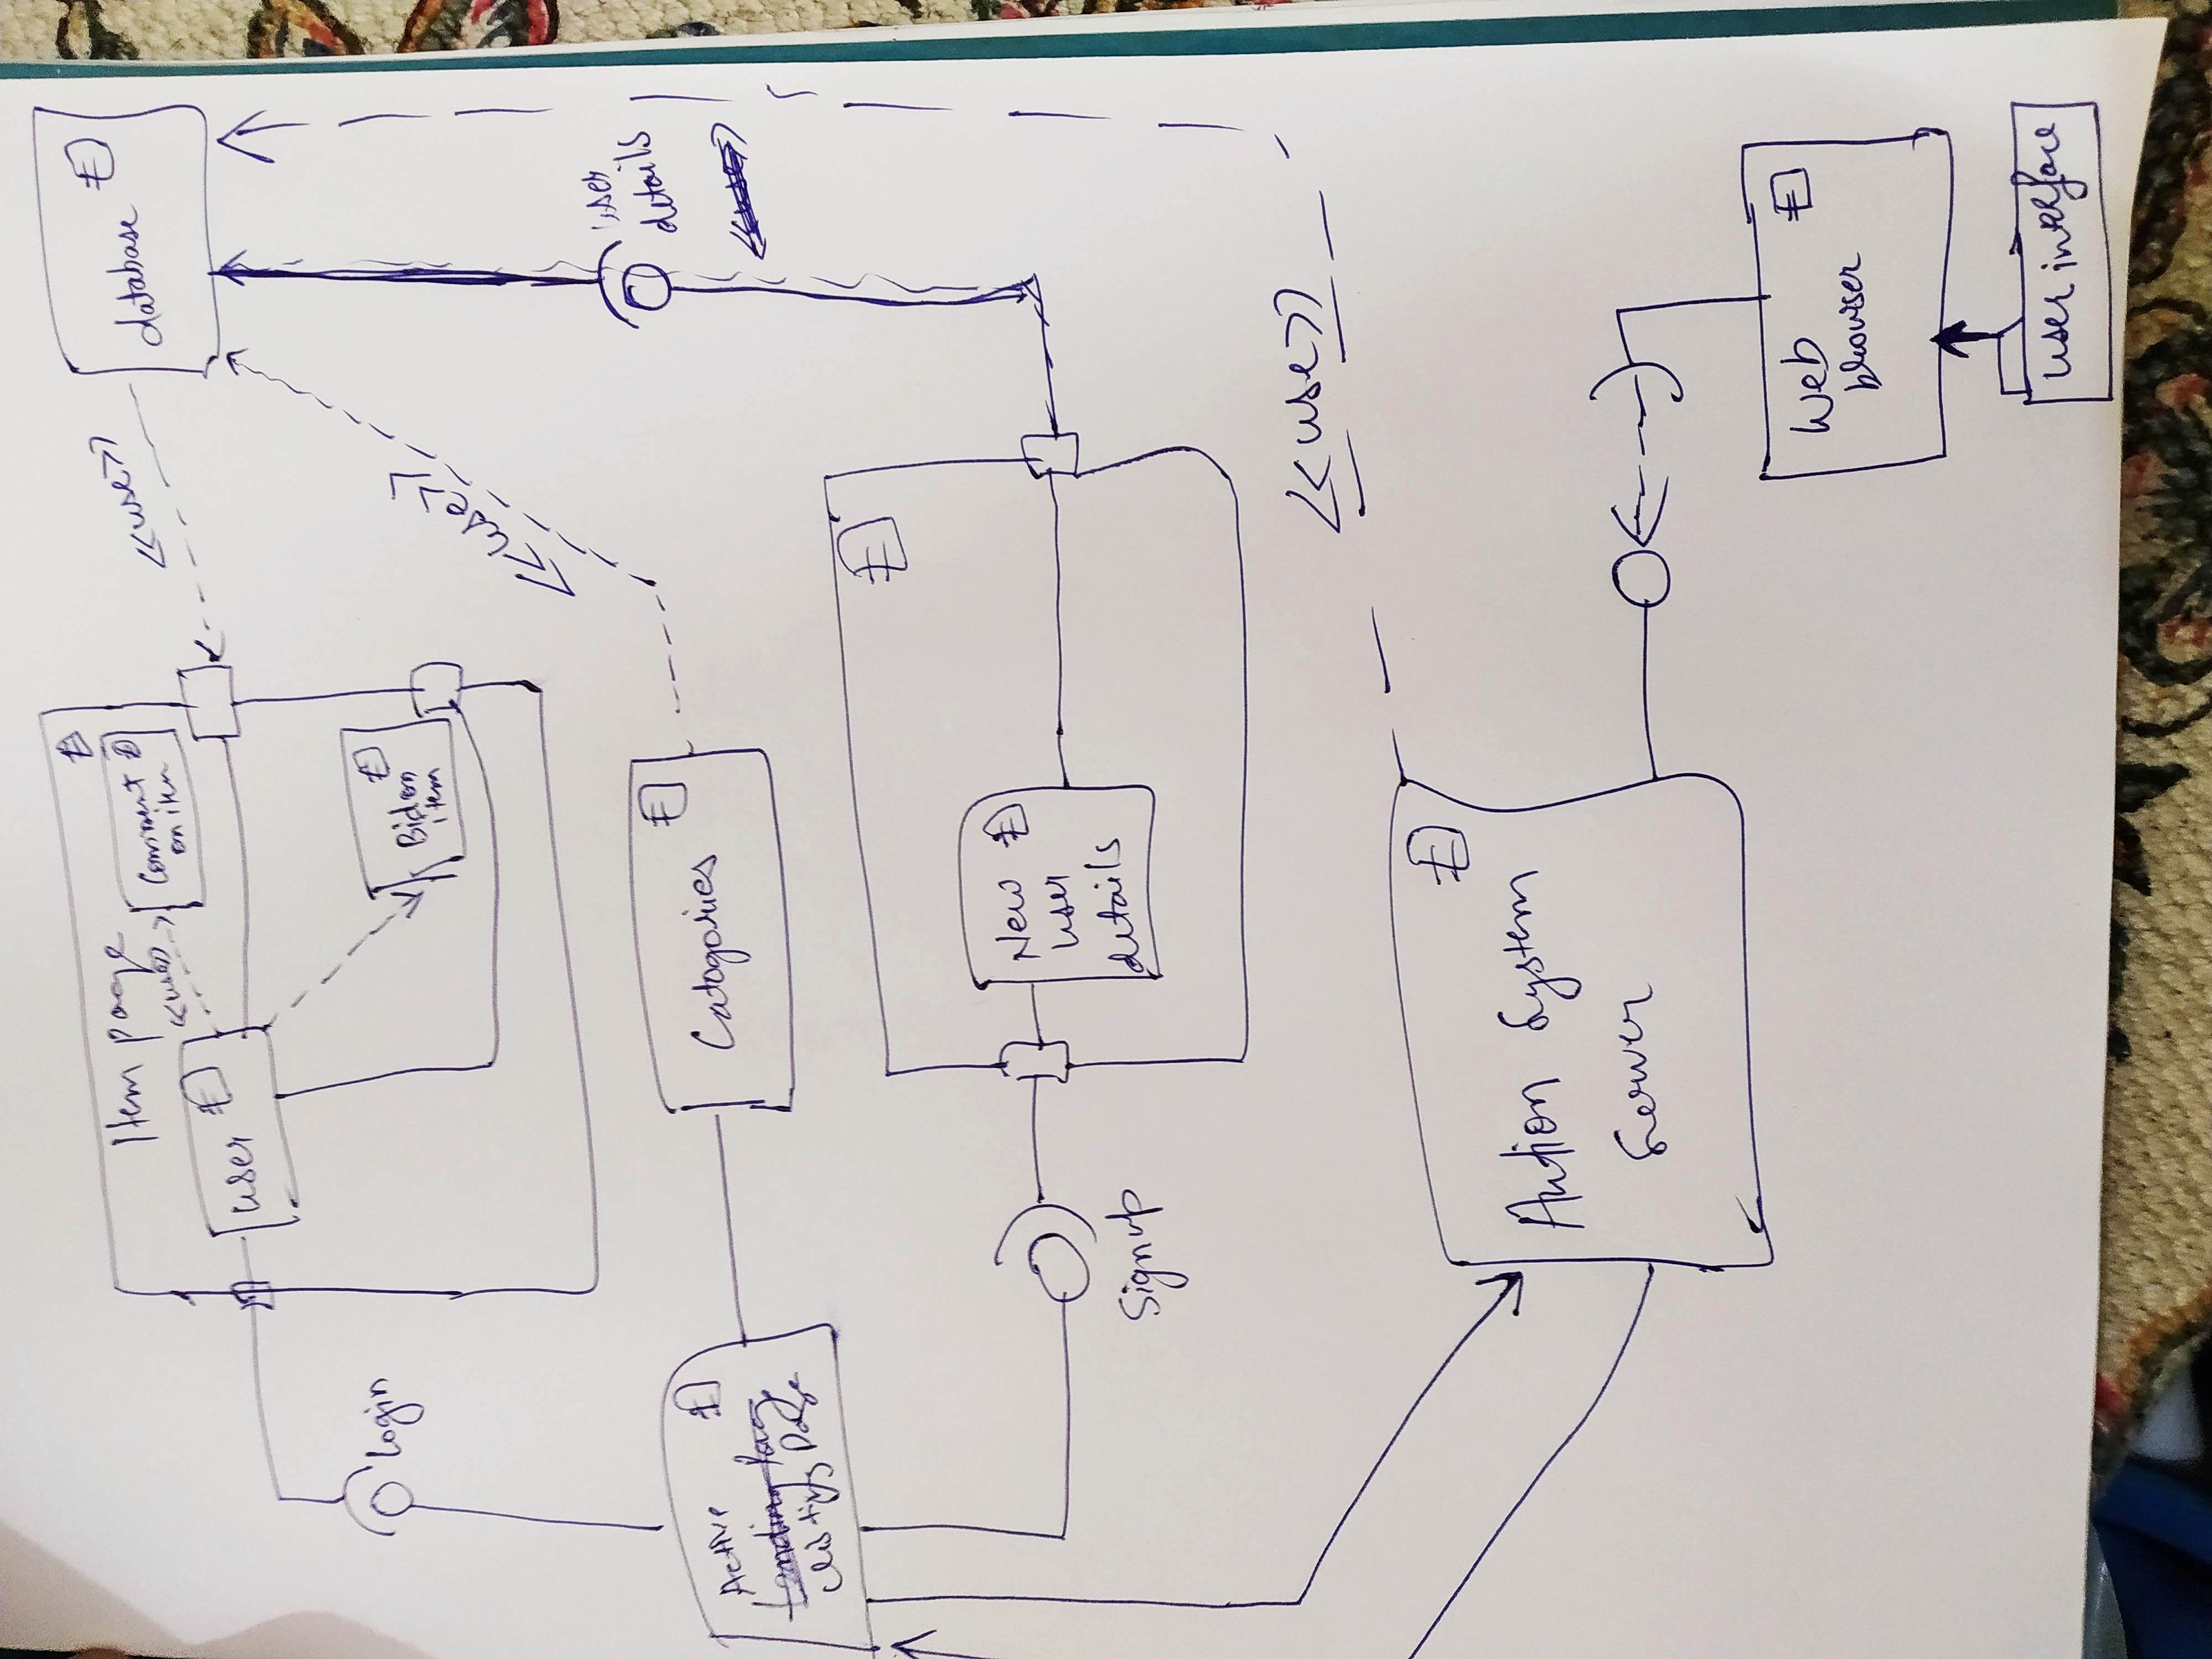 Item page
<<use>>
Comment
on item
user
<<use>>
database
Login
Bid on
item
<<use>>
user
details
Active
Landing Page
Listings Page
Catogories
<<use>>
New
user
details
Signup
<<use>>
Aution System
Server
Web
browser
user interface